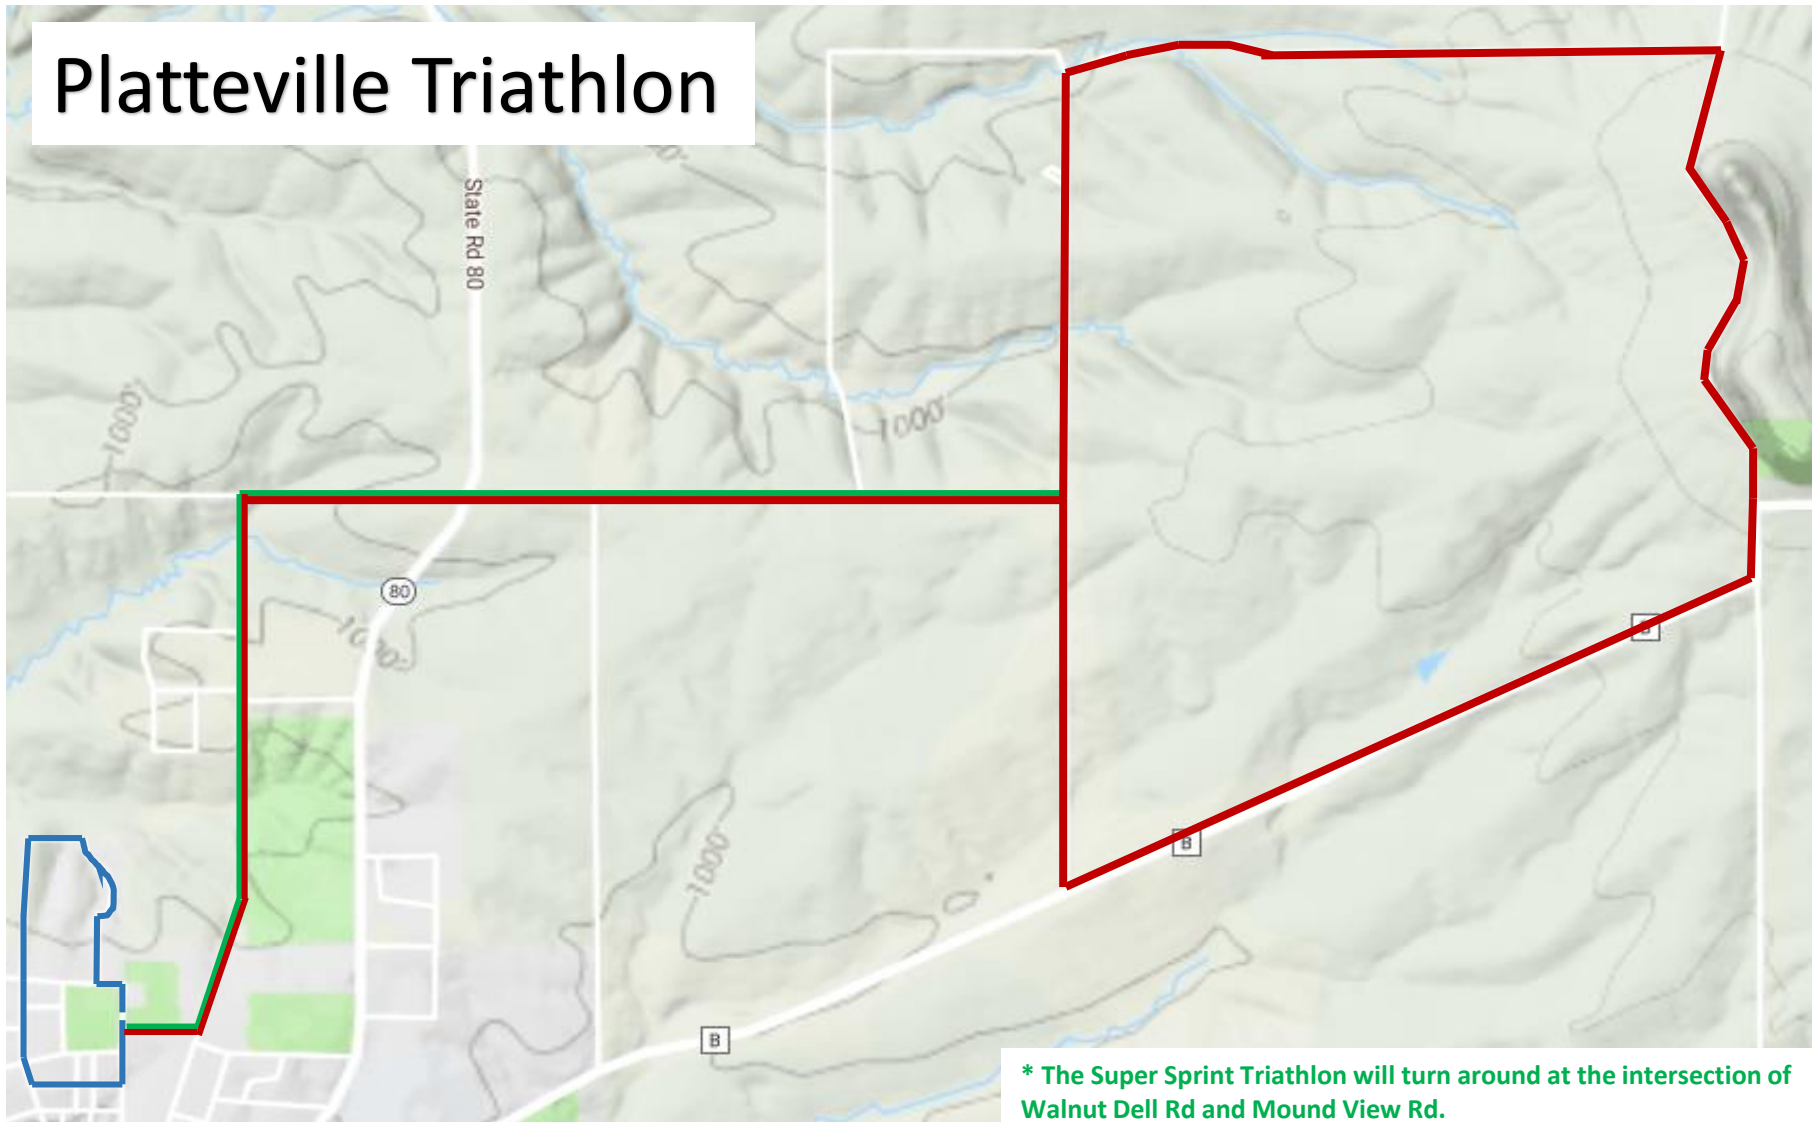 Platteville Triathlon
State Rd 80
1000'
1000'
80
1000'
B
B
1000'
B
* The Super Sprint Triathlon will turn around at the intersection of
Walnut Dell Rd and Mound View Rd.